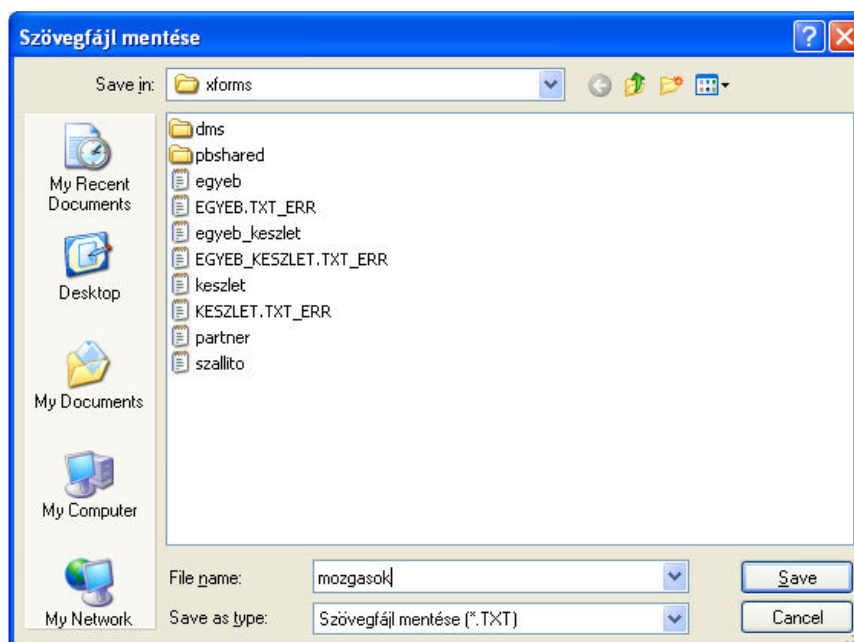 Szövegfájl mentése
Save in:
xforms
My Recent
Documents
Desktop
My Documents
My Computer
My Network
dms
pbshared
egyeb
EGYEB.TXT_ERR
egyeb_keszlet
EGYEB_KESZLET.TXT_ERR
keszlet
KESZLET.TXT_ERR
partner
szallito
File name:
mozgasok
Save
Save as type:
Szövegfájl mentése (*.TXT)
Cancel